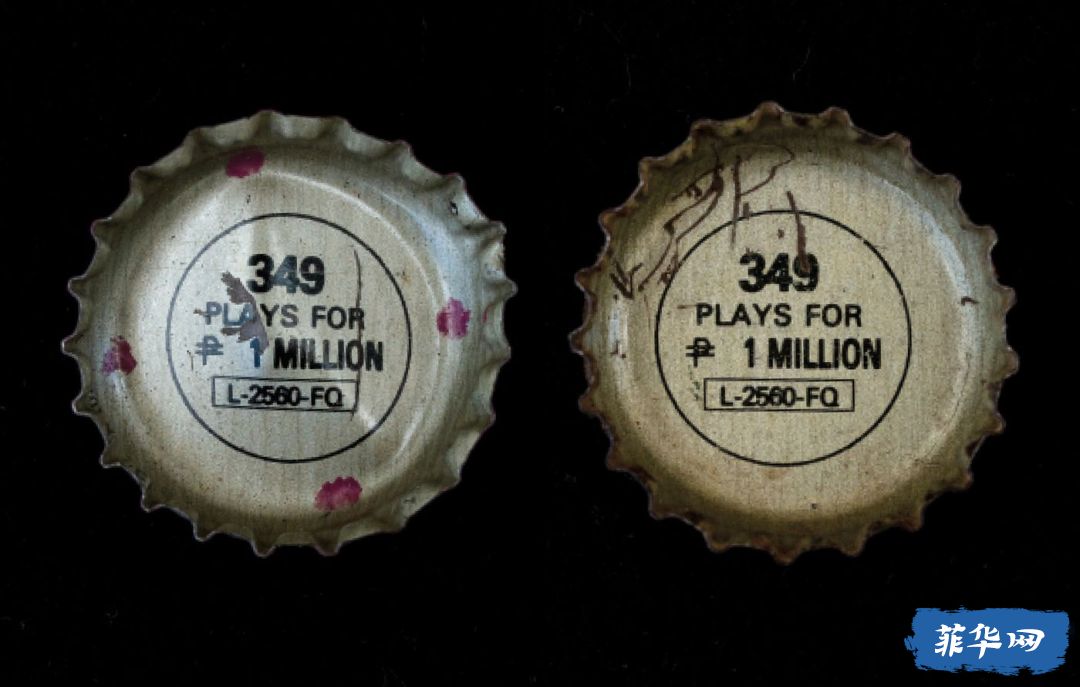 349
PLAYS FOR
₱ 1 MILLION
L-2560-FQ
349
PLAYS FOR
₱ 1 MILLION
L-2560-FQ
菲华网